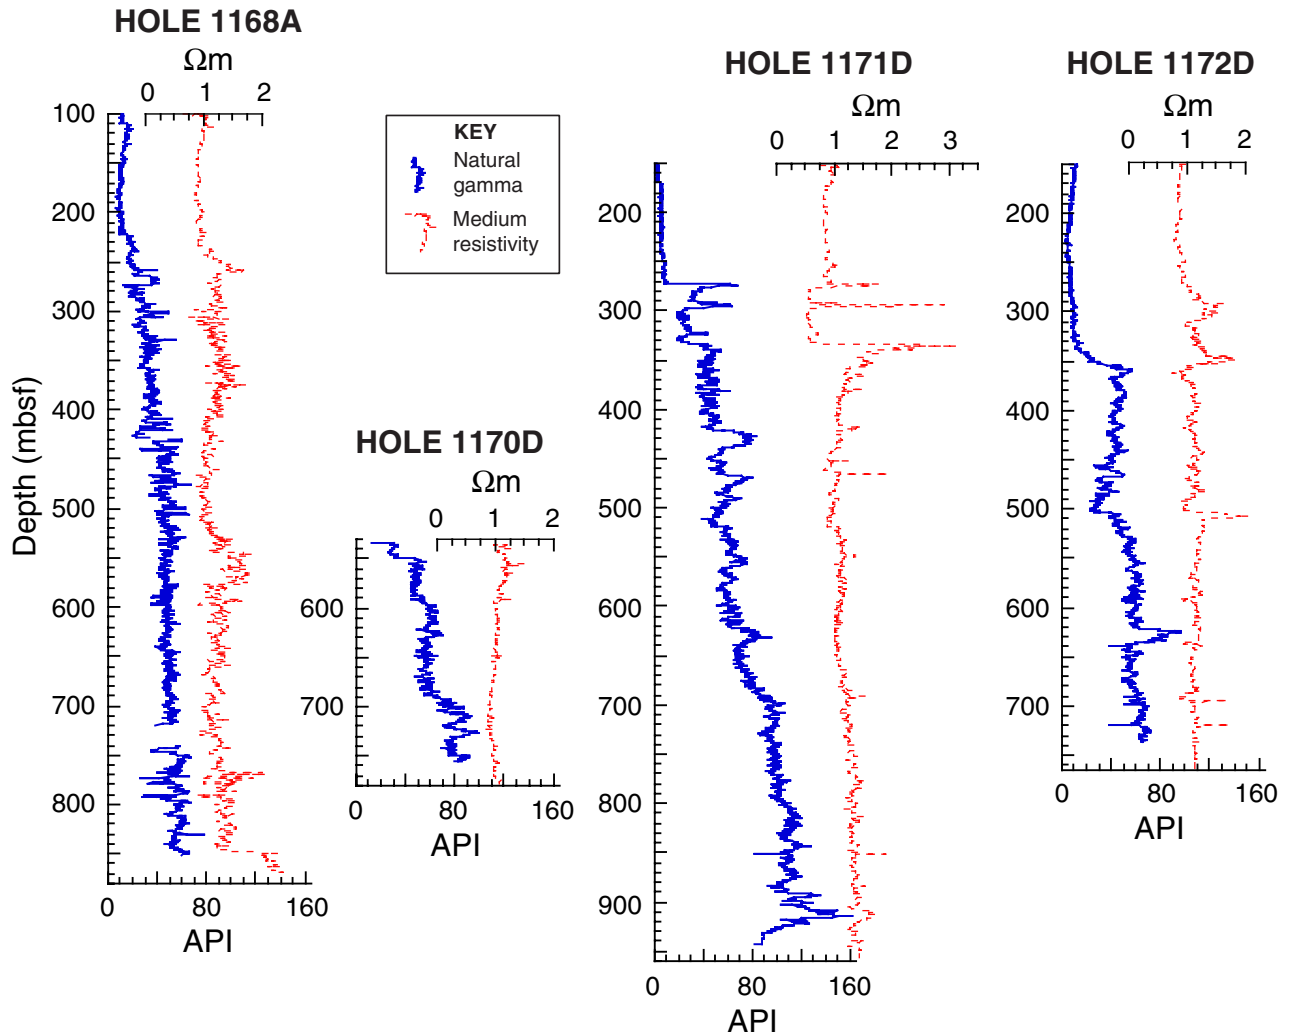 HOLE 1168A
Ωm
0 1 2
100
200
300
400
500
600
700
800
Depth (mbsf)
0 80 160
API
KEY
Natural
gamma
Medium
resistivity
HOLE 1170D
Ωm
0 1 2
600
700
0 80 160
API
HOLE 1171D
Ωm
0 1 2 3
200
300
400
500
600
700
800
900
0 80 160
API
HOLE 1172D
Ωm
0 1 2
200
300
400
500
600
700
0 80 160
API